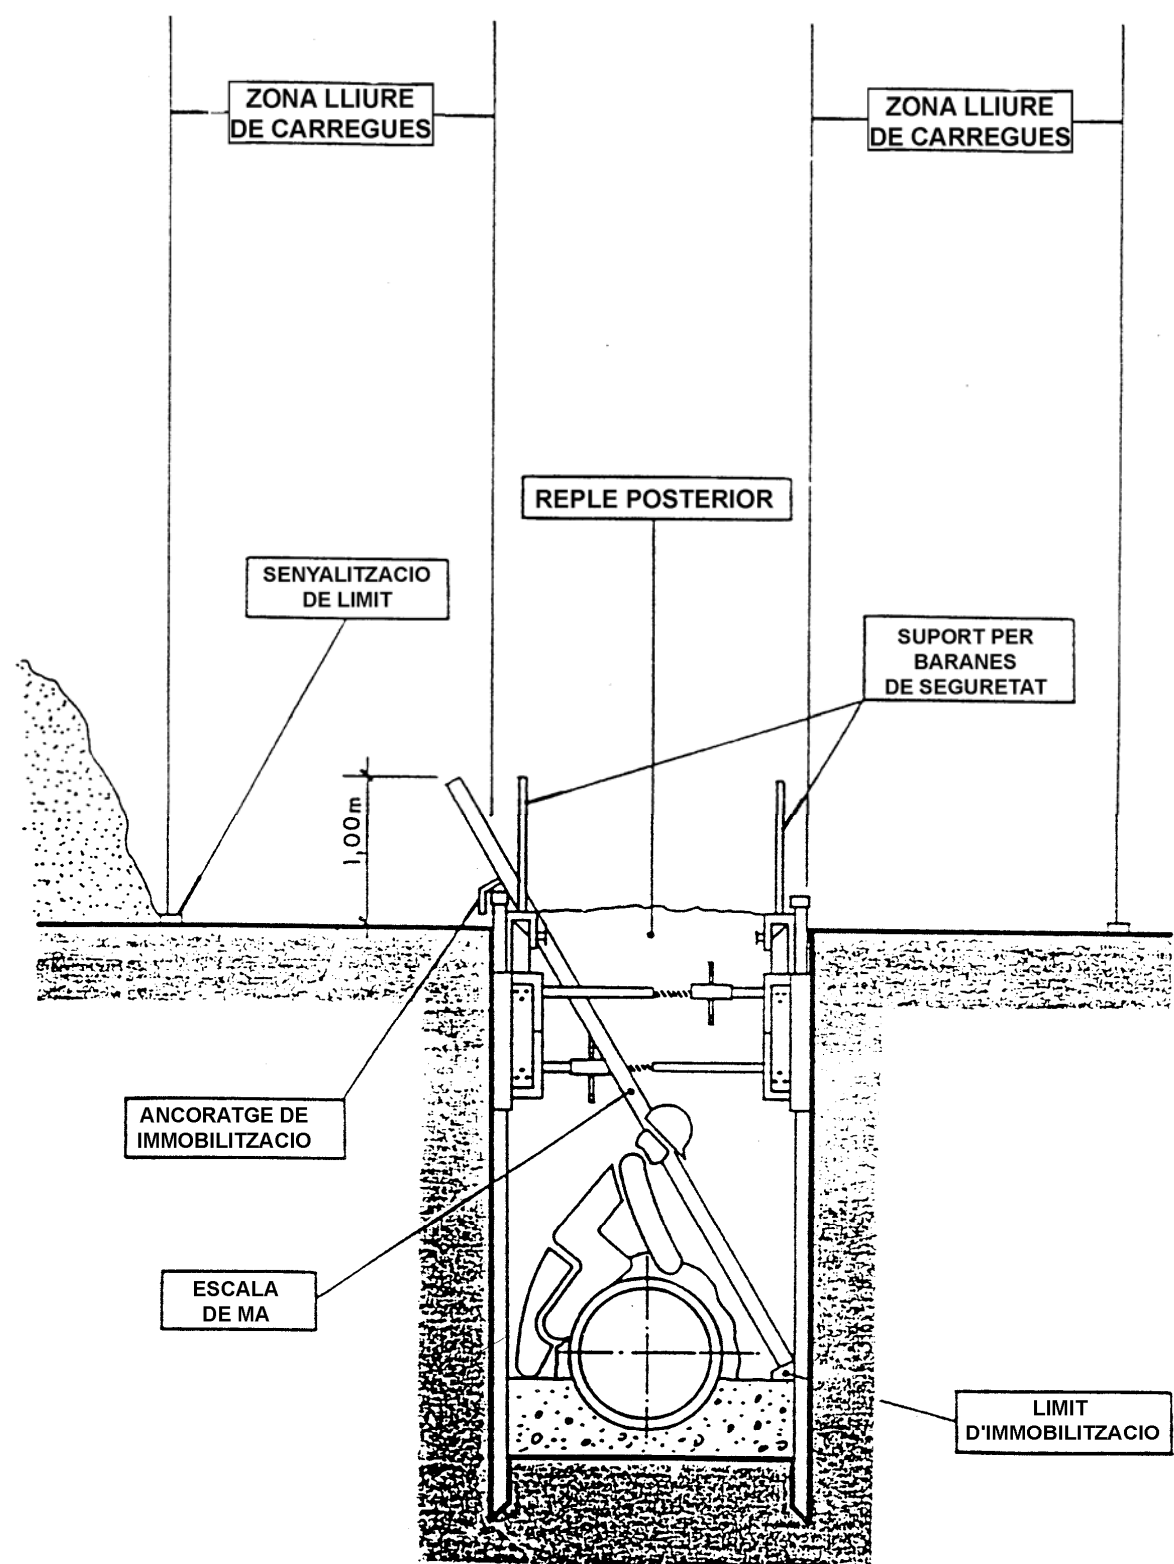 ZONA LLIURE
DE CARREGUES
ZONA LLIURE
DE CARREGUES
REPLE POSTERIOR
SENYALITZACIO
DE LIMIT
SUPORT PER
BARANES
DE SEGURETAT
1,00m
ANCORATGE DE
IMMOBILITZACIO
ESCALA
DE MA
LIMIT
D'IMMOBILITZACIO